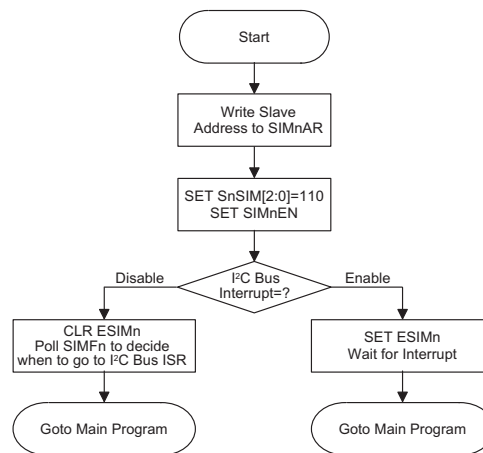 Start
Write Slave
Address to SIMnAR
SET SnSIM[2:0]=110
SET SIMnEN
I²C Bus
Interrupt=?
Disable
Enable
CLR ESIMn
Poll SIMFn to decide
when to go to I²C Bus ISR
SET ESIMn
Wait for Interrupt
Goto Main Program
Goto Main Program